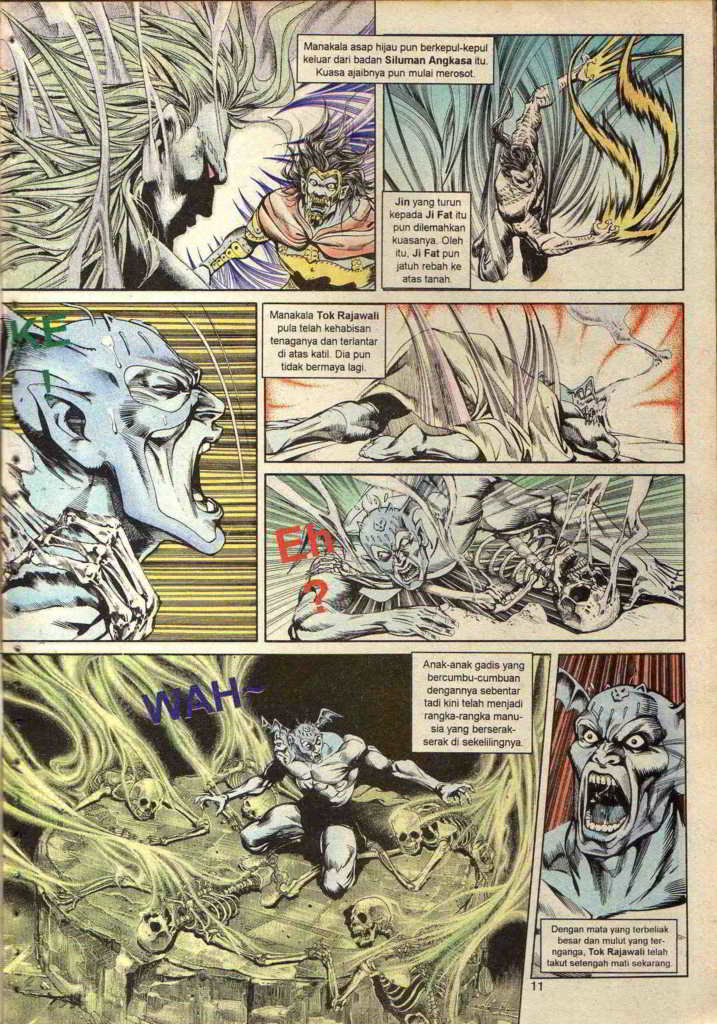 Manakala asap hijau pun berkepul-kepul
keluar dari badan Siluman Angkasa itu.
Kuasa ajaibnya pun mulai merosot.
Jin yang turun
kepada Ji Fat itu
pun dilemahkan
kuasanya. Oleh
itu, Ji Fat pun
jatuh rebah ke
atas tanah.
KE
!
Manakala Tok Rajawali
pula telah kehabisan
tenaganya dan terlantar
di atas katil. Dia pun
tidak bermaya lagi.
Eh
?
WAH~
Anak-anak gadis yang
bercumbu-cumbuan
dengannya sebentar
tadi kini telah menjadi
rangka-rangka manu-
sia yang berserak-
serak di sekelilingnya.
Dengan mata yang terbeliak
besar dan mulut yang ter-
nganga, Tok Rajawali telah
takut setengah mati sekarang.
11